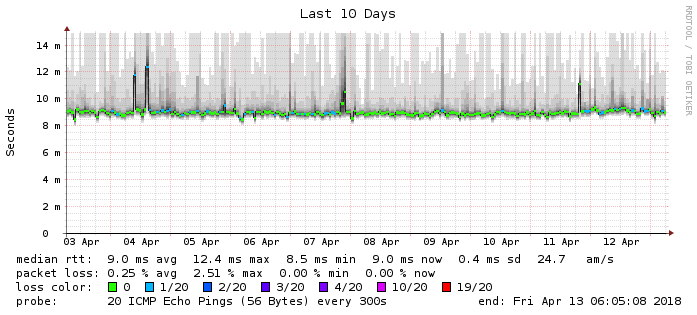 Last 10 Days
RRDTOOL / TOBI OETIKER
Seconds
14 m
12 m
10 m
8 m
6 m
4 m
2 m
0
03 Apr 04 Apr 05 Apr 06 Apr 07 Apr 08 Apr 09 Apr 10 Apr 11 Apr 12 Apr
median rtt: 9.0 ms avg 12.4 ms max 8.5 ms min 9.0 ms now 0.4 ms sd 24.7 am/s
packet loss: 0.25 % avg 2.51 % max 0.00 % min 0.00 % now
loss color: 0 1/20 2/20 3/20 4/20 10/20 19/20
probe: 20 ICMP Echo Pings (56 Bytes) every 300s end: Fri Apr 13 06:05:08 2018